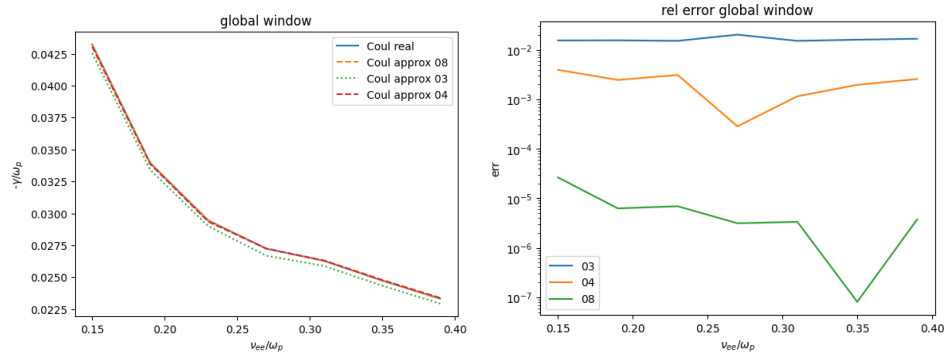 global window
-γ/ω_p
0.0425
0.0400
0.0375
0.0350
0.0325
0.0300
0.0275
0.0250
0.0225
Coul real
Coul approx 08
Coul approx 03
Coul approx 04
0.15 0.20 0.25 0.30 0.35 0.40
ν_ee/ω_p
rel error global window
err
10⁻²
10⁻³
10⁻⁴
10⁻⁵
10⁻⁶
10⁻⁷
03
04
08
0.15 0.20 0.25 0.30 0.35 0.40
ν_ee/ω_p